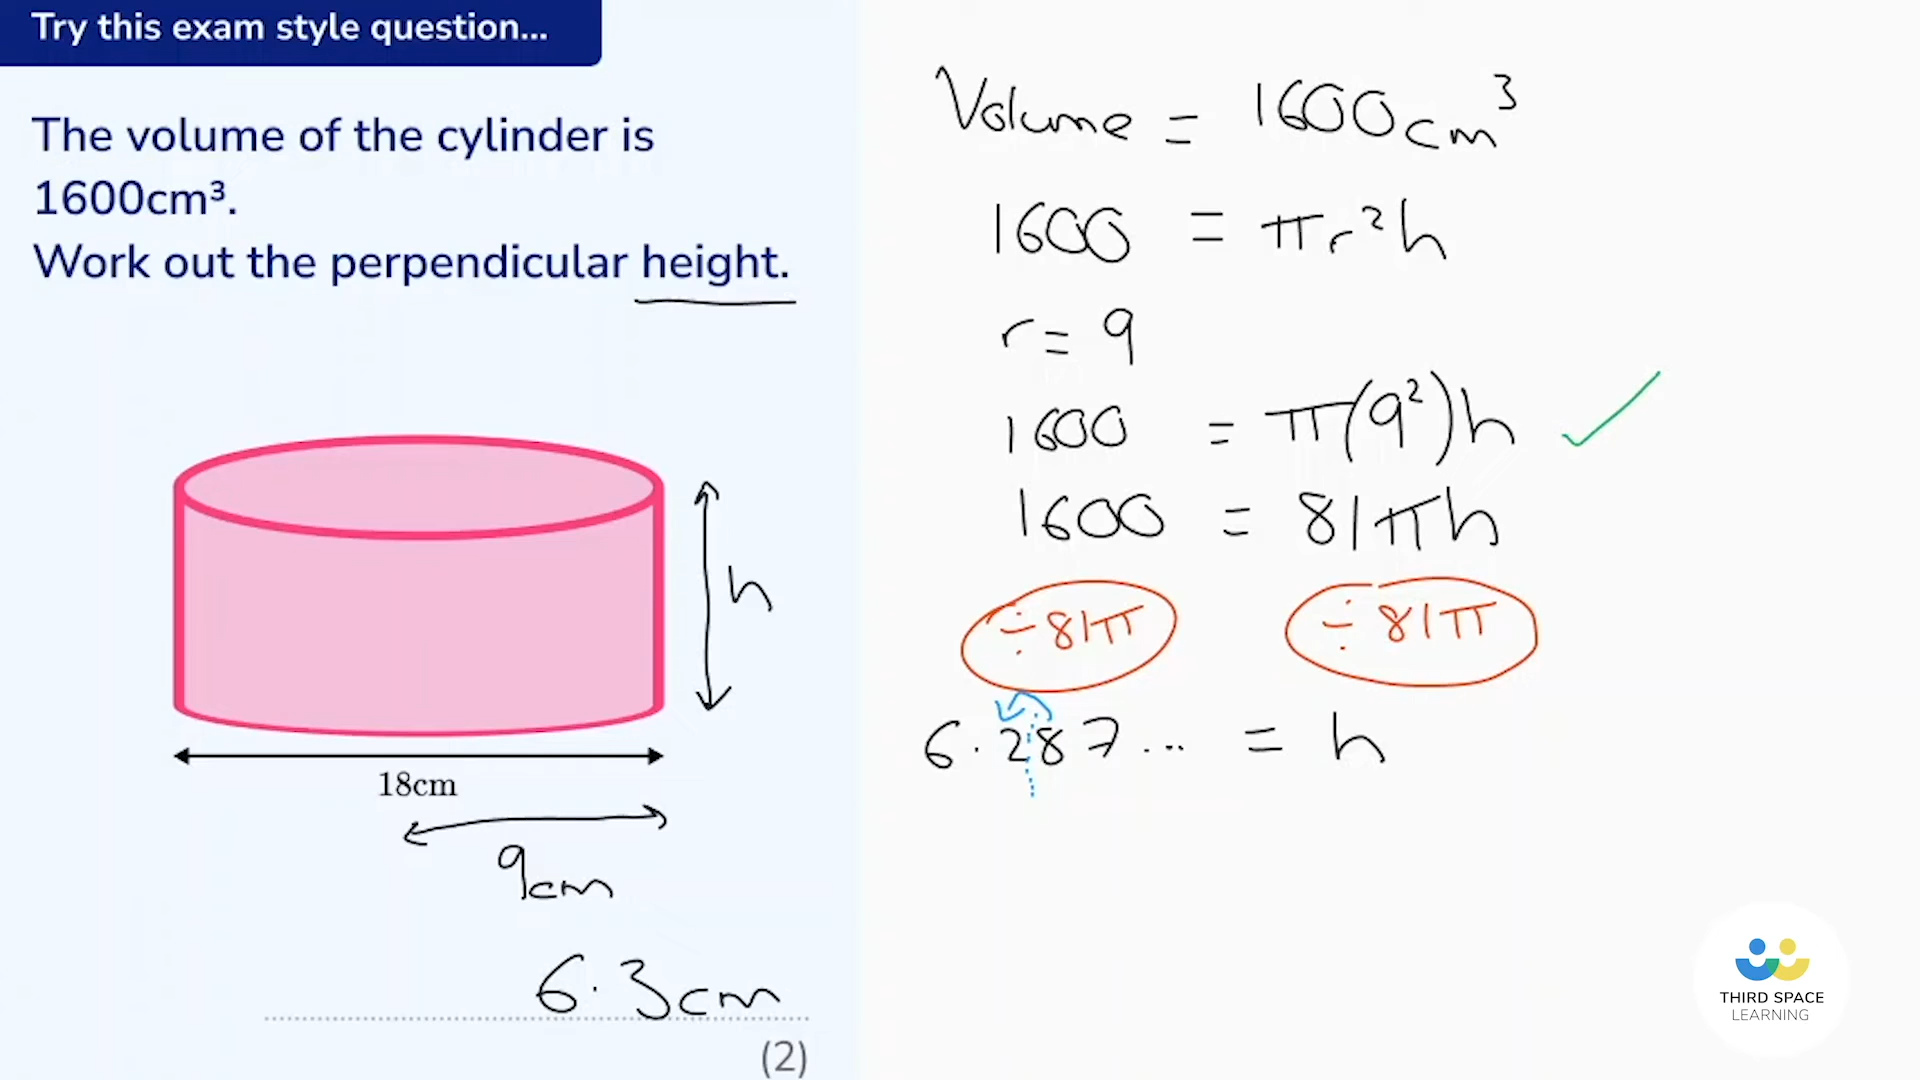 Try this exam style question...
The volume of the cylinder is
1600cm³.
Work out the perpendicular height.
h
18cm
9cm
6.3cm
(2)
Volume = 1600cm³
1600 = πr²h
r = 9
1600 = π(9²)h
1600 = 81πh
÷81π ÷81π
6.287... = h
THIRD SPACE
LEARNING